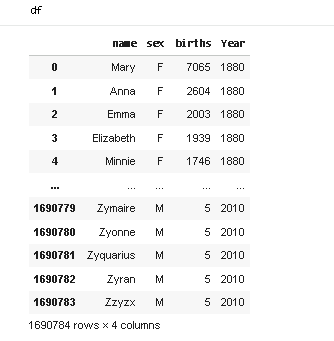 df
name sex births Year
0 Mary F 7065 1880
1 Anna F 2604 1880
2 Emma F 2003 1880
3 Elizabeth F 1939 1880
4 Minnie F 1746 1880
... ... ... ... ...
1690779 Zymaire M 5 2010
1690780 Zyonne M 5 2010
1690781 Zyquarius M 5 2010
1690782 Zyran M 5 2010
1690783 Zzyzx M 5 2010
1690784 rows × 4 columns